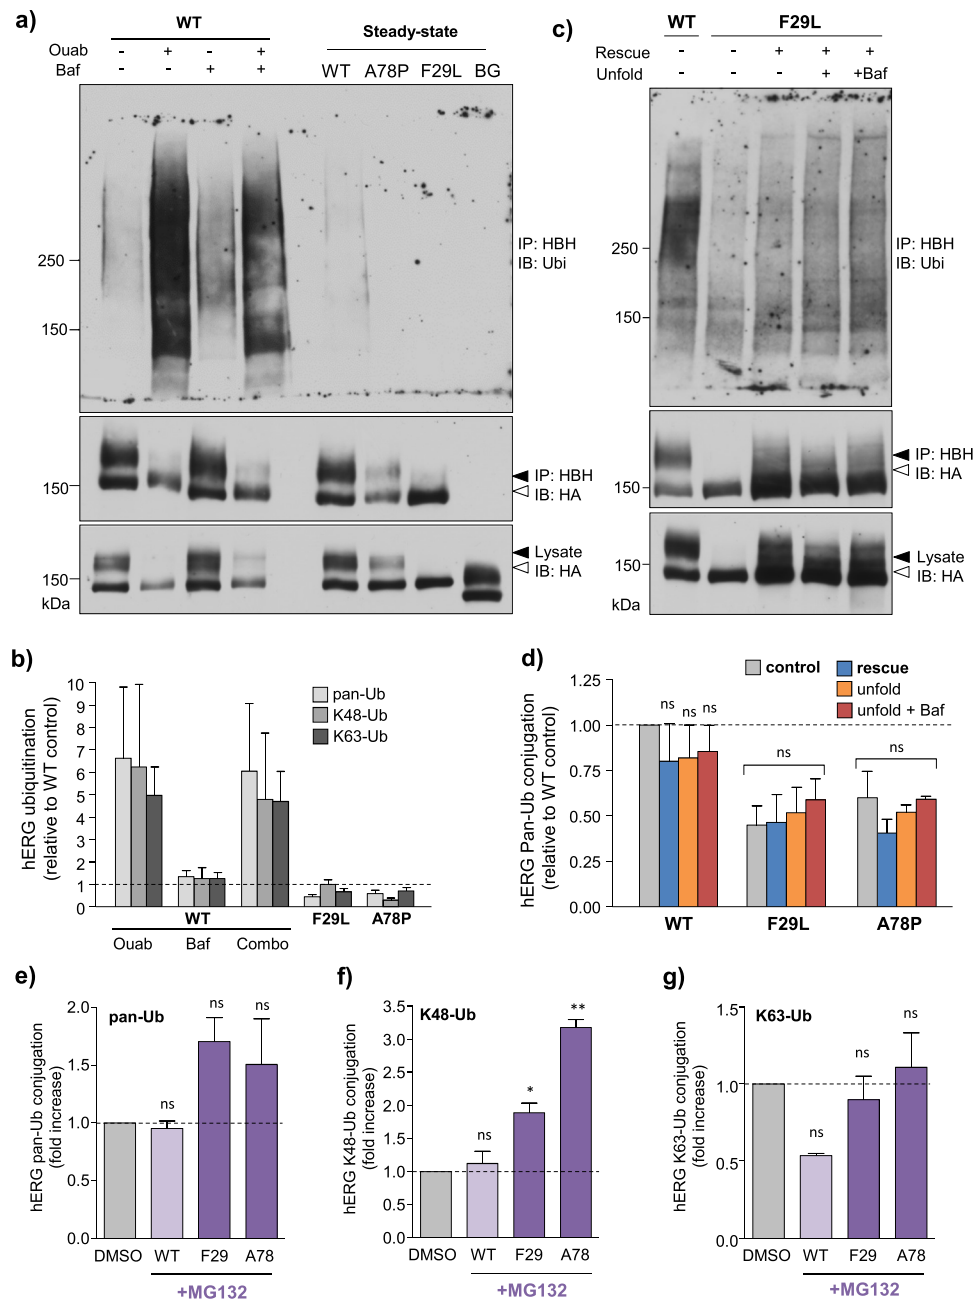 a)
WT
Steady-state
Ouab - + - +
Baf - - + +
WT A78P F29L BG
250
150
IP: HBH
IB: Ubi
150
IP: HBH
IB: HA
150
kDa
Lysate
IB: HA
c)
WT F29L
Rescue - - + + +
Unfold - - - + +Baf
250
150
IP: HBH
IB: Ubi
150
IP: HBH
IB: HA
150
kDa
Lysate
IB: HA
b)
hERG ubiquitination
(relative to WT control)
10
9
8
7
6
5
4
3
2
1
0
pan-Ub
K48-Ub
K63-Ub
WT F29L A78P
Ouab Baf Combo
d)
hERG Pan-Ub conjugation
(relative to WT control)
1.25
1.00
0.75
0.50
0.25
0.00
control
rescue
unfold
unfold + Baf
ns ns ns
ns
ns
WT F29L A78P
e)
hERG pan-Ub conjugation
(fold increase)
2.0
1.5
1.0
0.5
0.0
pan-Ub
ns
ns
ns
DMSO WT F29 A78
+MG132
f)
hERG K48-Ub conjugation
(fold increase)
3.5
3.0
2.0
1.5
1.0
0.5
0.0
K48-Ub
ns
*
**
DMSO WT F29 A78
+MG132
g)
hERG K63-Ub conjugation
(fold increase)
1.5
1.0
0.5
0.0
K63-Ub
ns
ns
ns
DMSO WT F29 A78
+MG132